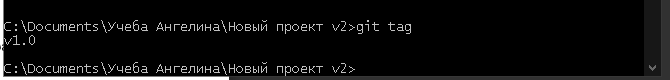 C:\Documents\Учеба Ангелина\Новый проект v2>git tag
v1.0
C:\Documents\Учеба Ангелина\Новый проект v2>